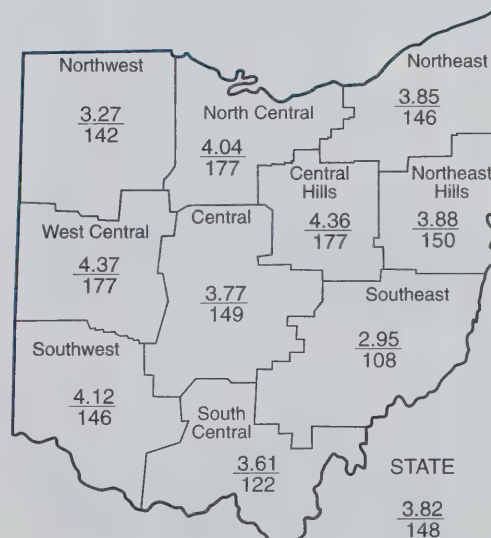 Northwest
3.27
142
North Central
4.04
177
Northeast
3.85
146
Central
Hills
4.36
177
Northeast
Hills
3.88
150
West Central
4.37
177
Central
3.77
149
Southeast
2.95
108
Southwest
4.12
146
South
Central
3.61
122
STATE
3.82
148